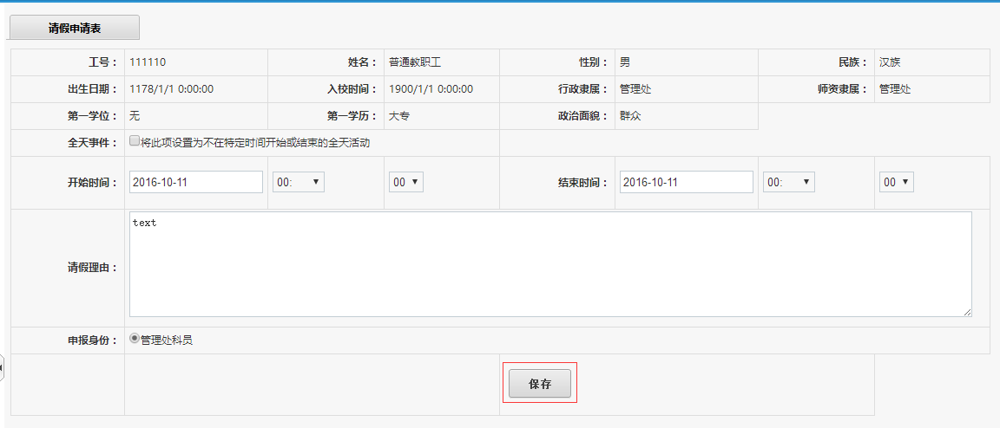 请假申请表
工号： 111110 姓名： 普通教职工 性别： 男 民族： 汉族
出生日期： 1178/1/1 0:00:00 入校时间： 1900/1/1 0:00:00 行政隶属： 管理处 师资隶属： 管理处
第一学位： 无 第一学历： 大专 政治面貌： 群众
全天事件： 将此项设置为不在特定时间开始或结束的全天活动
开始时间： 2016-10-11 00: 00 结束时间： 2016-10-11 00: 00
text
请假理由：
申报身份： 管理处科员
保存